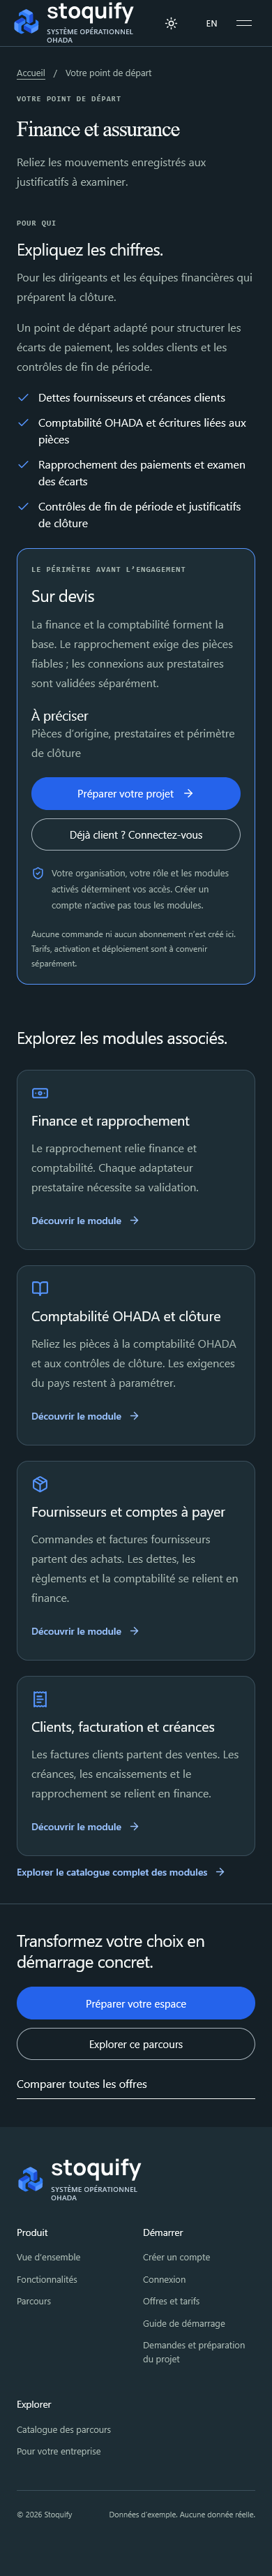 stoquify
SYSTÈME OPÉRATIONNEL
OHADA
EN
Accueil / Votre point de départ
VOTRE POINT DE DÉPART
Finance et assurance
Reliez les mouvements enregistrés aux
justificatifs à examiner.
POUR QUI
Expliquez les chiffres.
Pour les dirigeants et les équipes financières qui
préparent la clôture.
Un point de départ adapté pour structurer les
écarts de paiement, les soldes clients et les
contrôles de fin de période.
Dettes fournisseurs et créances clients
Comptabilité OHADA et écritures liées aux
pièces
Rapprochement des paiements et examen
des écarts
Contrôles de fin de période et justificatifs
de clôture
LE PÉRIMÈTRE AVANT L’ENGAGEMENT
Sur devis
La finance et la comptabilité forment la
base. Le rapprochement exige des pièces
fiables ; les connexions aux prestataires
sont validées séparément.
À préciser
Pièces d’origine, prestataires et périmètre
de clôture
Préparer votre projet
Déjà client ? Connectez-vous
Votre organisation, votre rôle et les modules
activés déterminent vos accès. Créer un
compte n’active pas tous les modules.
Aucune commande ni aucun abonnement n’est créé ici.
Tarifs, activation et déploiement sont à convenir
séparément.
Explorez les modules associés.
Finance et rapprochement
Le rapprochement relie finance et
comptabilité. Chaque adaptateur
prestataire nécessite sa validation.
Découvrir le module
Comptabilité OHADA et clôture
Reliez les pièces à la comptabilité OHADA
et aux contrôles de clôture. Les exigences
du pays restent à paramétrer.
Découvrir le module
Fournisseurs et comptes à payer
Commandes et factures fournisseurs
partent des achats. Les dettes, les
règlements et la comptabilité se relient en
finance.
Découvrir le module
Clients, facturation et créances
Les factures clients partent des ventes. Les
créances, les encaissements et le
rapprochement se relient en finance.
Découvrir le module
Explorer le catalogue complet des modules
Transformez votre choix en
démarrage concret.
Préparer votre espace
Explorer ce parcours
Comparer toutes les offres
stoquify
SYSTÈME OPÉRATIONNEL
OHADA
Produit
Vue d’ensemble
Fonctionnalités
Parcours
Démarrer
Créer un compte
Connexion
Offres et tarifs
Guide de démarrage
Demandes et préparation
du projet
Explorer
Catalogue des parcours
Pour votre entreprise
© 2026 Stoquify
Données d’exemple. Aucune donnée réelle.